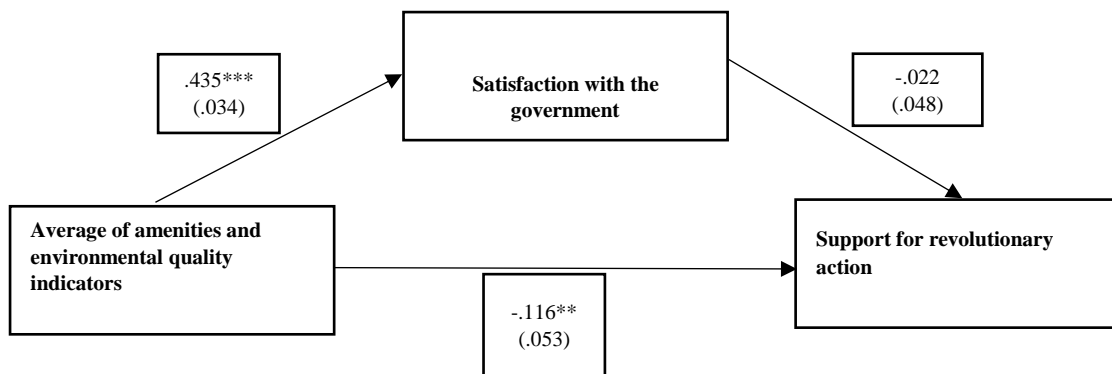 .435***
(.034)
Satisfaction with the
government
-.022
(.048)
Average of amenities and
environmental quality
indicators
Support for revolutionary
action
-.116**
(.053)